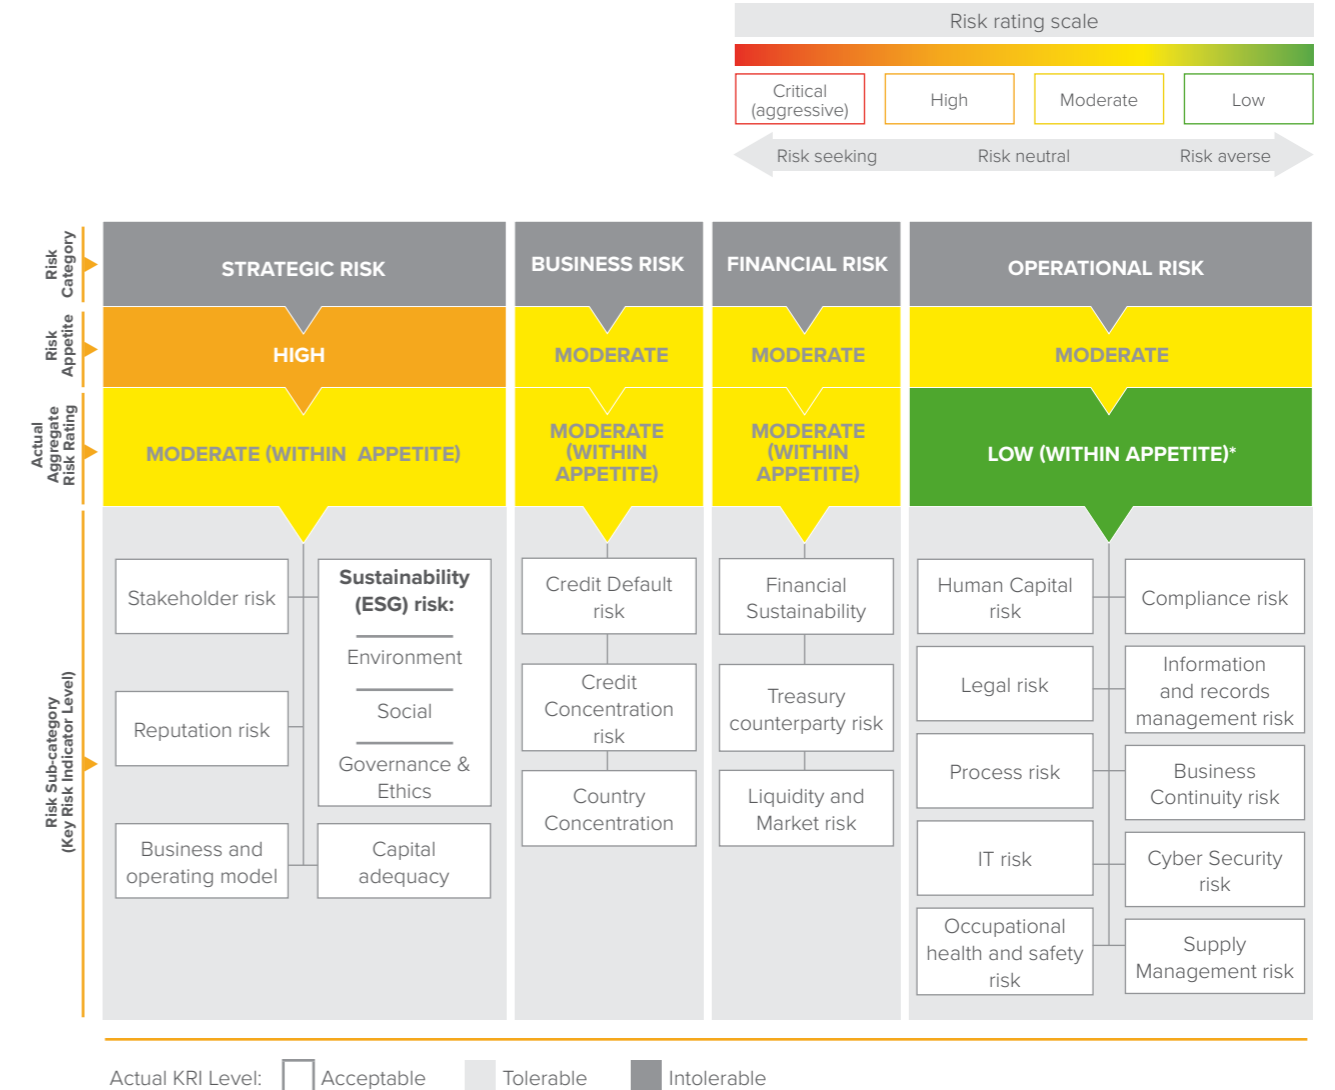 Risk rating scale
Critical
(aggressive)
High
Moderate
Low
Risk seeking
Risk neutral
Risk averse
Risk
Category
STRATEGIC RISK
BUSINESS RISK
FINANCIAL RISK
OPERATIONAL RISK
Risk
Appetite
HIGH
MODERATE
MODERATE
MODERATE
Actual
Aggregate
Risk Rating
MODERATE (WITHIN APPETITE)
MODERATE
(WITHIN
APPETITE)
MODERATE
(WITHIN
APPETITE)
LOW (WITHIN APPETITE)*
Risk Sub-category
(Key Risk Indicator Level)
Stakeholder risk
Reputation risk
Business and
operating model
Sustainability
(ESG) risk:
Environment
Social
Governance &
Ethics
Capital
adequacy
Credit Default
risk
Credit
Concentration
risk
Country
Concentration
Financial
Sustainability
Treasury
counterparty risk
Liquidity and
Market risk
Human Capital
risk
Legal risk
Process risk
IT risk
Occupational
health and safety
risk
Compliance risk
Information
and records
management risk
Business
Continuity risk
Cyber Security
risk
Supply
Management risk
Actual KRI Level:
Acceptable
Tolerable
Intolerable